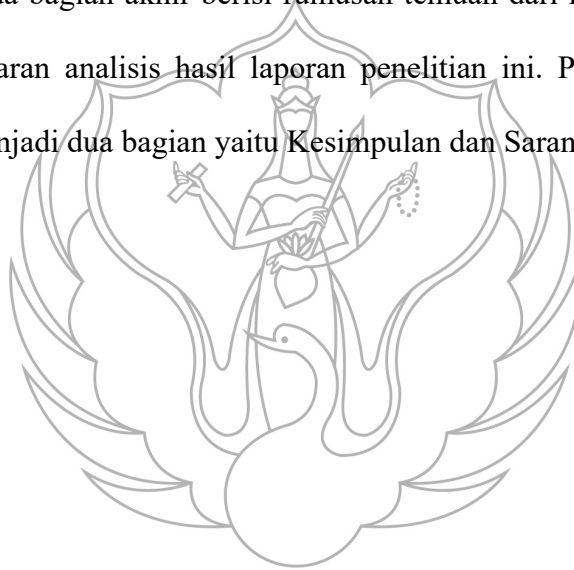 bagian akhir berisi rumusan temuan dari
aran analisis hasil laporan penelitian ini. P
njadi dua bagian yaitu Kesimpulan dan Saran